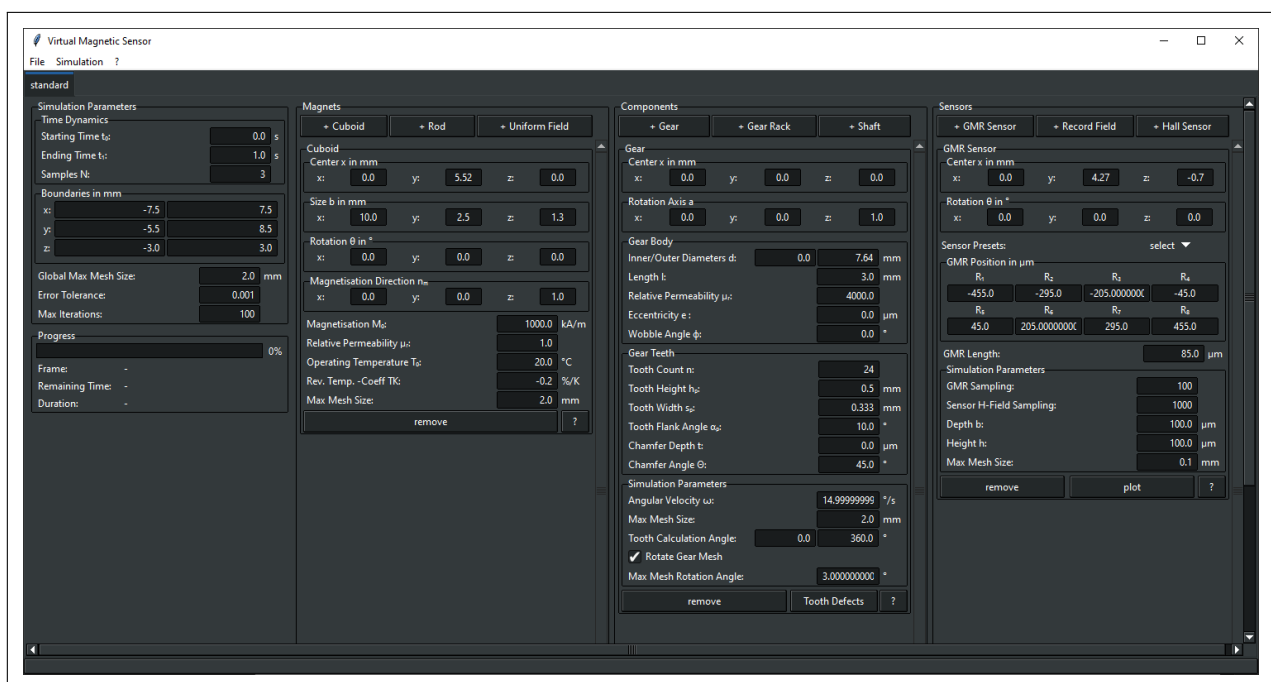 Virtual Magnetic Sensor
File Simulation ?
standard
Simulation Parameters
Time Dynamics
Starting Time t₀: 0.0 s
Ending Time t₁: 1.0 s
Samples N: 3
Boundaries in mm
x: -7.5 7.5
y: -5.5 8.5
z: -3.0 3.0
Global Max Mesh Size: 2.0 mm
Error Tolerance: 0.001
Max Iterations: 100
Progress
0%
Frame: -
Remaining Time: -
Duration: -
Magnets
+ Cuboid + Rod + Uniform Field
Cuboid
Center x in mm
x: 0.0 y: 5.52 z: 0.0
Size b in mm
x: 10.0 y: 2.5 z: 1.3
Rotation θ in °
x: 0.0 y: 0.0 z: 0.0
Magnetisation Direction nₘ
x: 0.0 y: 0.0 z: 1.0
Magnetisation M₀: 1000.0 kA/m
Relative Permeability μᵣ: 1.0
Operating Temperature T₀: 20.0 °C
Rev. Temp. -Coeff TK: -0.2 %/K
Max Mesh Size: 2.0 mm
remove ?
Components
+ Gear + Gear Rack + Shaft
Gear
Center x in mm
x: 0.0 y: 0.0 z: 0.0
Rotation Axis a
x: 0.0 y: 0.0 z: 1.0
Gear Body
Inner/Outer Diameters d: 0.0 7.64 mm
Length l: 3.0 mm
Relative Permeability μᵣ: 4000.0
Eccentricity e : 0.0 μm
Wobble Angle ϕ: 0.0 °
Gear Teeth
Tooth Count n: 24
Tooth Height hₚ: 0.5 mm
Tooth Width sₚ: 0.333 mm
Tooth Flank Angle αₚ: 10.0 °
Chamfer Depth t: 0.0 μm
Chamfer Angle Θ: 45.0 °
Simulation Parameters
Angular Velocity ω: 14.99999999 °/s
Max Mesh Size: 2.0 mm
Tooth Calculation Angle: 0.0 360.0 °
✔ Rotate Gear Mesh
Max Mesh Rotation Angle: 3.00000000 °
remove Tooth Defects ?
Sensors
+ GMR Sensor + Record Field + Hall Sensor
GMR Sensor
Center x in mm
x: 0.0 y: 4.27 z: -0.7
Rotation θ in °
x: 0.0 y: 0.0 z: 0.0
Sensor Presets: select
GMR Position in μm
R₁ R₂ R₃ R₄
-455.0 -295.0 -205.0000000 -45.0
R₅ R₆ R₇ R₈
45.0 205.0000000 295.0 455.0
GMR Length: 85.0 μm
Simulation Parameters
GMR Sampling: 100
Sensor H-Field Sampling: 1000
Depth b: 100.0 μm
Height h: 100.0 μm
Max Mesh Size: 0.1 mm
remove plot ?